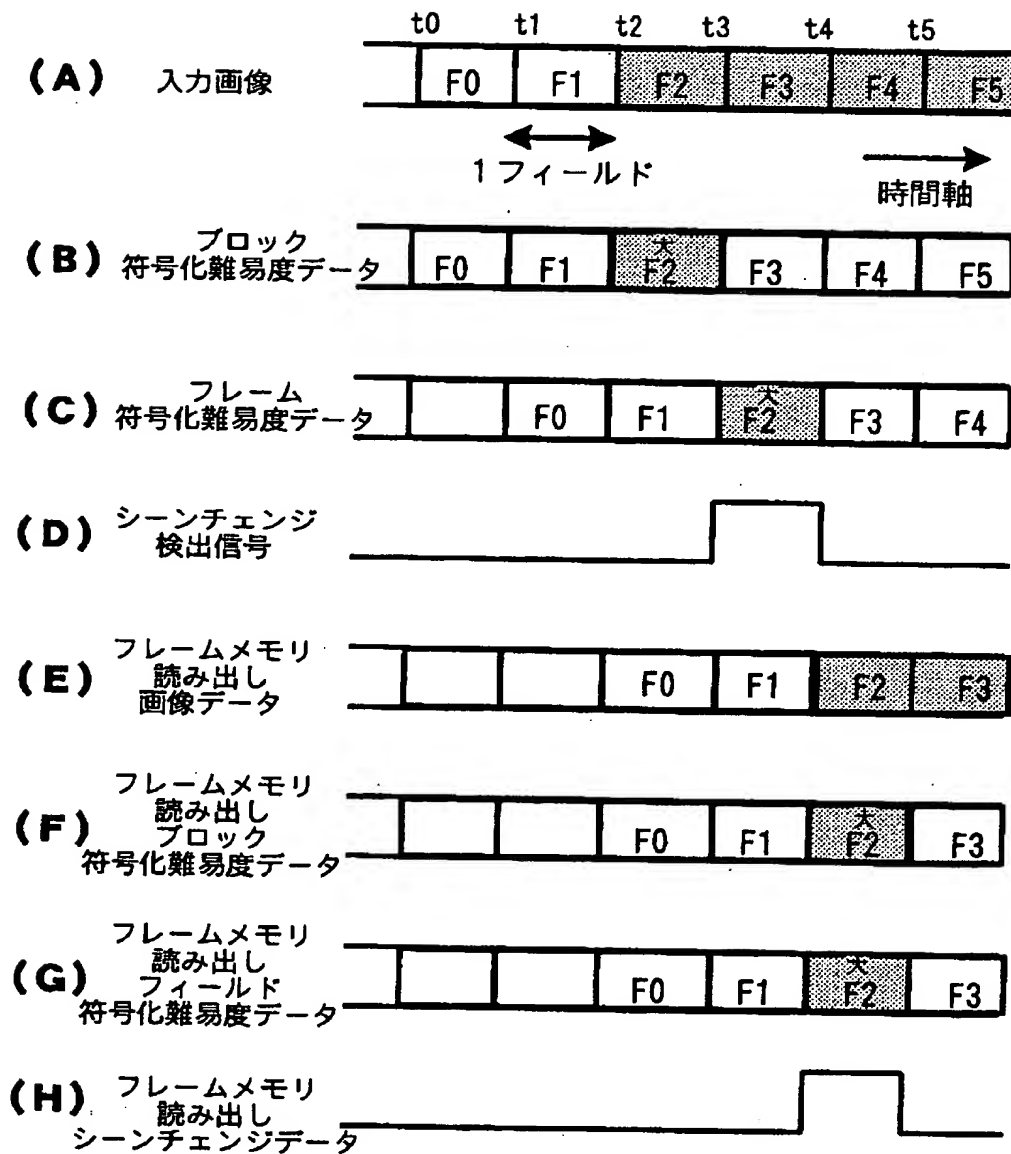 t0 t1 t2 t3 t4 t5
(A) 入力画像 F0 F1 F2 F3 F4 F5
1フィールド
時間軸
(B) ブロック
符号化難易度データ
F0 F1 大 F2 F3 F4 F5
(C) フレーム
符号化難易度データ
F0 F1 大 F2 F3 F4
(D) シーンチェンジ
検出信号
(E) フレームメモリ
読み出し
画像データ
F0 F1 F2 F3
(F) フレームメモリ
読み出し
ブロック
符号化難易度データ
F0 F1 大 F2 F3
(G) フレームメモリ
読み出し
フィールド
符号化難易度データ
F0 F1 大 F2 F3
(H) フレームメモリ
読み出し
シーンチェンジデータ